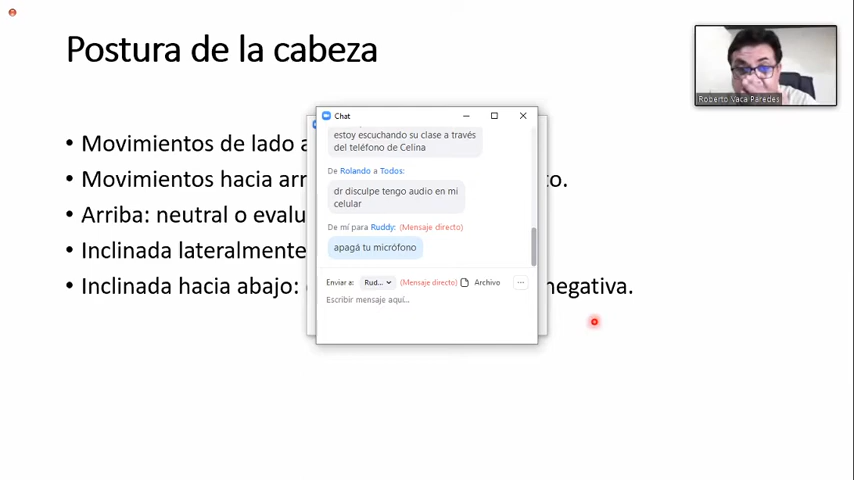 Postura de la cabeza
Roberto Vaca Paredes
Chat
• Movimientos de lado a
• Movimientos hacia arr
to.
• Arriba: neutral o evalu
• Inclinada lateralmente
• Inclinada hacia abajo:
negativa.
estoy escuchando su clase a través
del teléfono de Celina
De Rolando a Todos:
dr disculpe tengo audio en mi
celular
De mí para Ruddy: (Mensaje directo)
apagá tu micrófono
Enviar a: Rud... (Mensaje directo) Archivo ...
Escribir mensaje aquí...